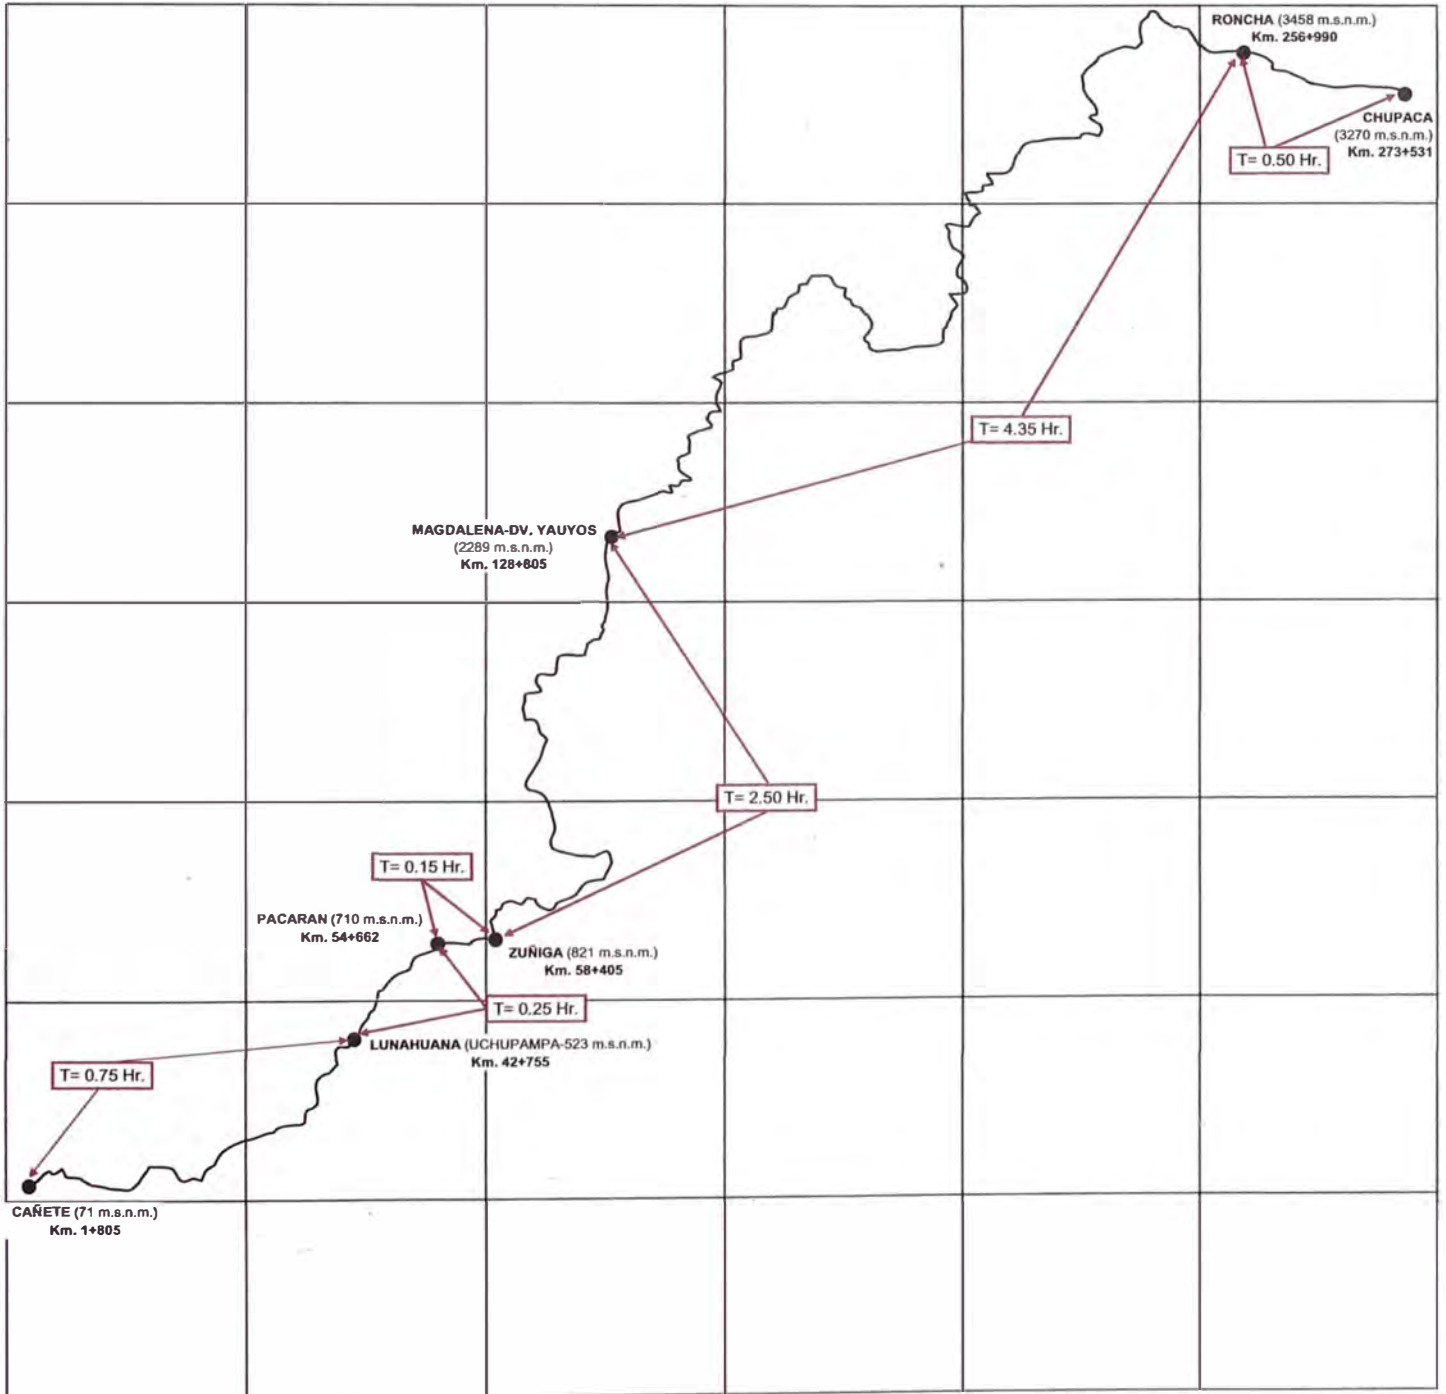 RONCHA (3458 m.s.n.m.)
Km. 256+990
CHUPACA
(3270 m.s.n.m.)
Km. 273+531
T= 0.50 Hr.
T= 4.35 Hr.
MAGDALENA-DV. YAUYOS
(2289 m.s.n.m.)
Km. 128+805
T= 2.50 Hr.
T= 0.15 Hr.
PACARAN (710 m.s.n.m.)
Km. 54+662
ZUÑIGA (821 m.s.n.m.)
Km. 58+405
T= 0.25 Hr.
LUNAHUANA (UCHUPAMPA-523 m.s.n.m.)
Km. 42+755
T= 0.75 Hr.
CAÑETE (71 m.s.n.m.)
Km. 1+805